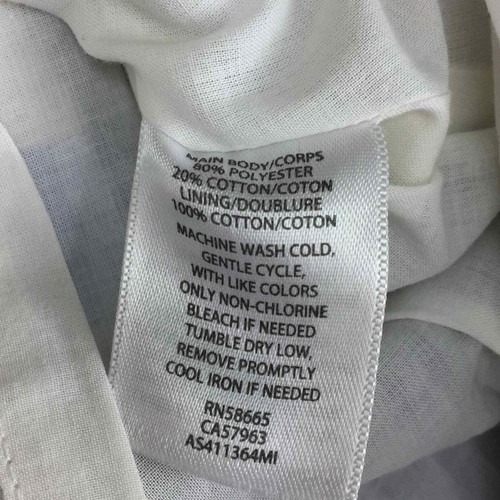 MAIN BODY/CORPS
80% POLYESTER
20% COTTON/COTON
LINING/DOUBLURE
100% COTTON/COTON
MACHINE WASH COLD,
GENTLE CYCLE,
WITH LIKE COLORS
ONLY NON-CHLORINE
BLEACH IF NEEDED
TUMBLE DRY LOW,
REMOVE PROMPTLY
COOL IRON IF NEEDED
RN58665
CA57963
AS411364MI